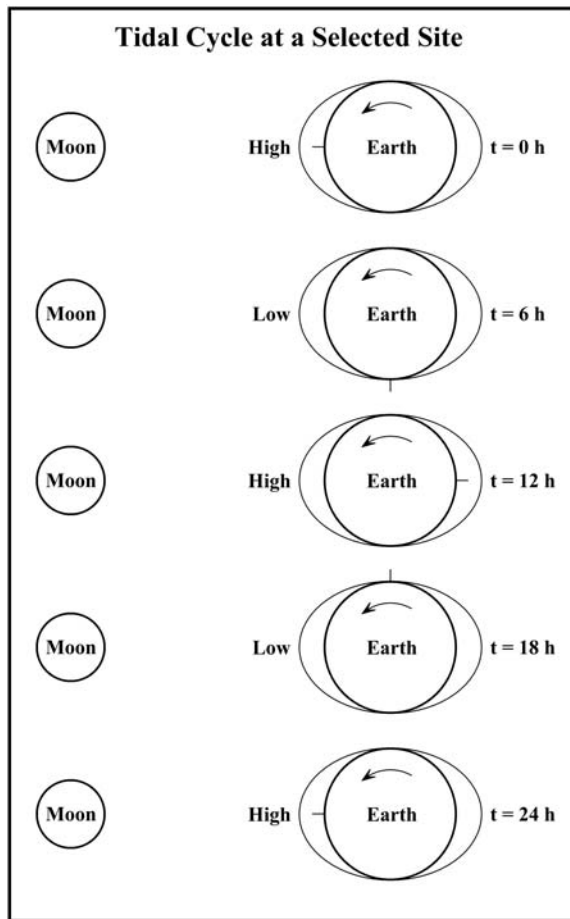 Tidal Cycle at a Selected Site
Moon High Earth t = 0 h
Moon Low Earth t = 6 h
Moon High Earth t = 12 h
Moon Low Earth t = 18 h
Moon High Earth t = 24 h